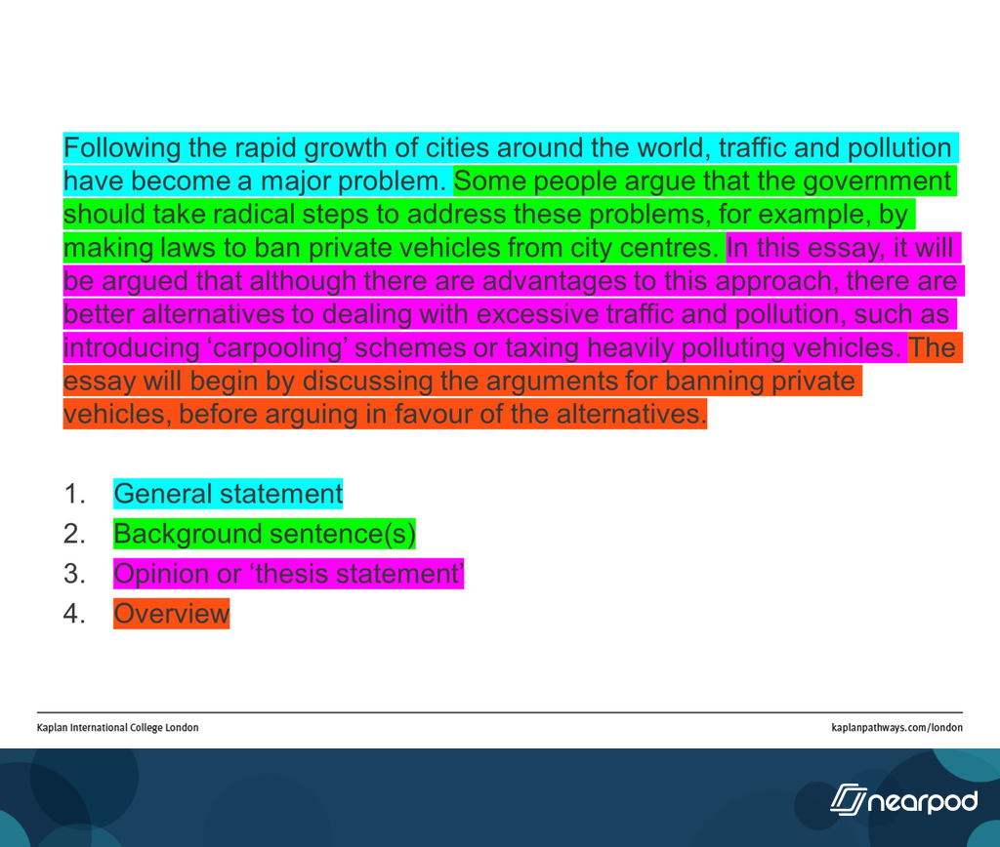 Following the rapid growth of cities around the world, traffic and pollution
have become a major problem. Some people argue that the government
should take radical steps to address these problems, for example, by
making laws to ban private vehicles from city centres. In this essay, it will
be argued that although there are advantages to this approach, there are
better alternatives to dealing with excessive traffic and pollution, such as
introducing ‘carpooling’ schemes or taxing heavily polluting vehicles. The
essay will begin by discussing the arguments for banning private
vehicles, before arguing in favour of the alternatives.
1. General statement
2. Background sentence(s)
3. Opinion or ‘thesis statement’
4. Overview
Kaplan International College London
kaplanpathways.com/london
nearpod